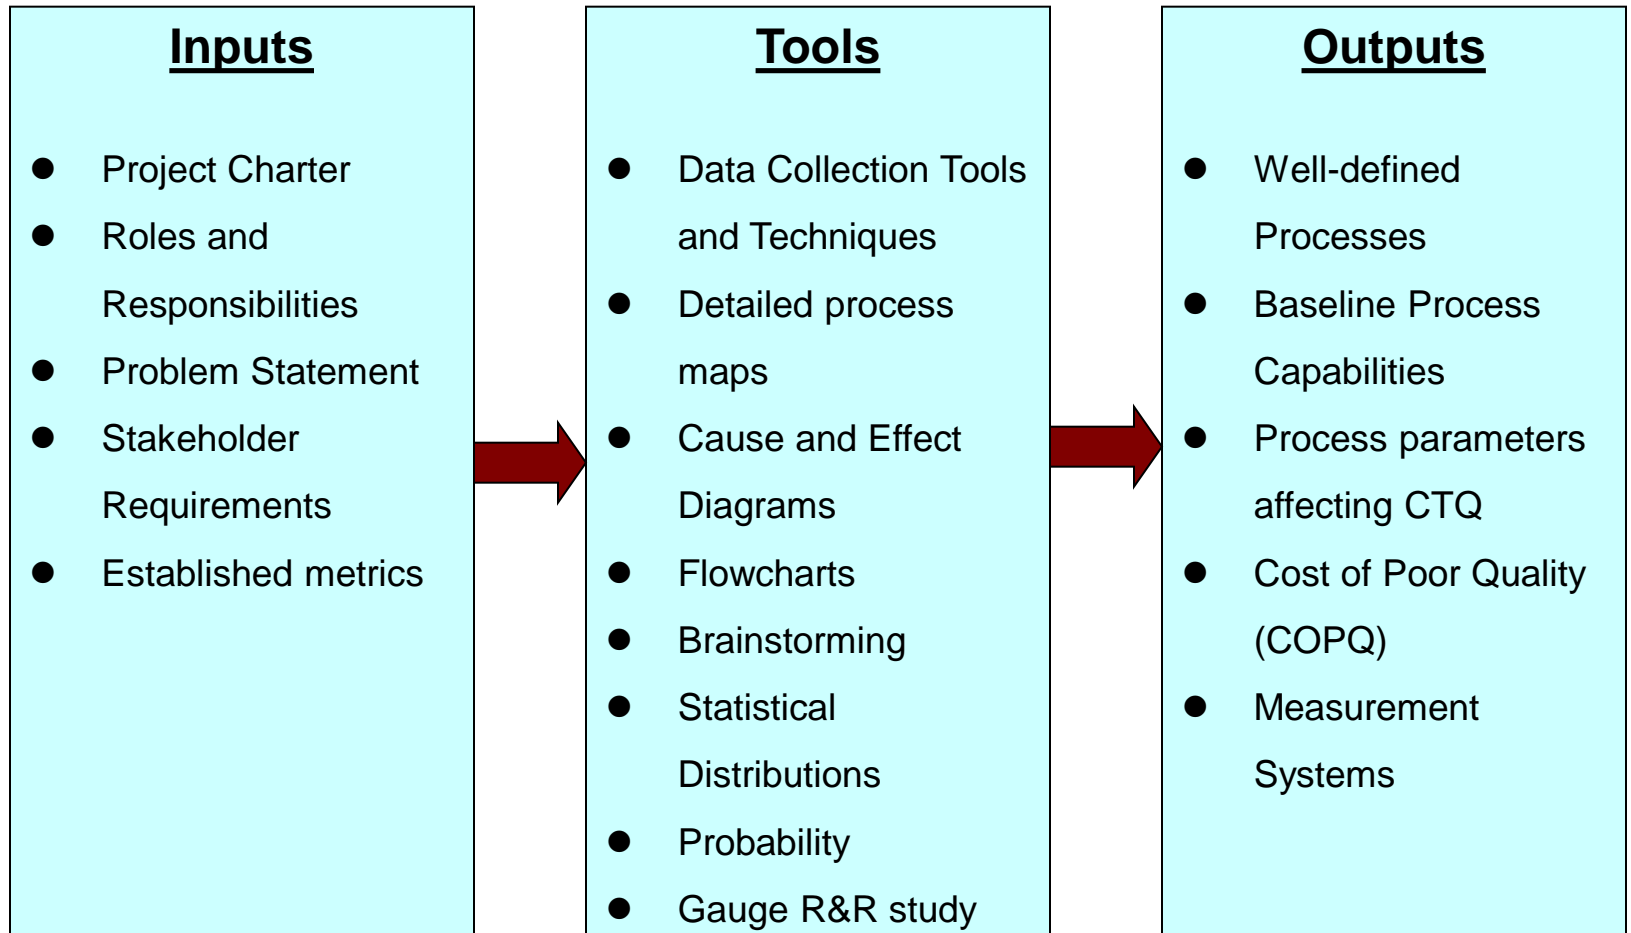 Inputs
Project Charter
Roles and
Responsibilities
Problem Statement
Stakeholder
Requirements
Established metrics
Tools
Data Collection Tools
and Techniques
Detailed process
maps
Cause and Effect
Diagrams
Flowcharts
Brainstorming
Statistical
Distributions
Probability
Gauge R&R study
Outputs
Well-defined
Processes
Baseline Process
Capabilities
Process parameters
affecting CTQ
Cost of Poor Quality
(COPQ)
Measurement
Systems